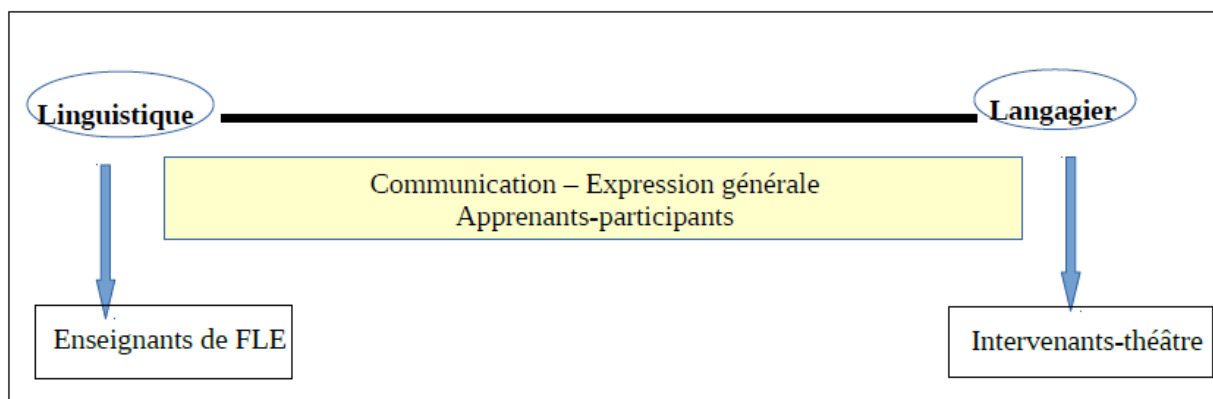 Linguistique
Langagier
Communication – Expression générale
Apprenants-participants
Enseignants de FLE
Intervenants-théâtre